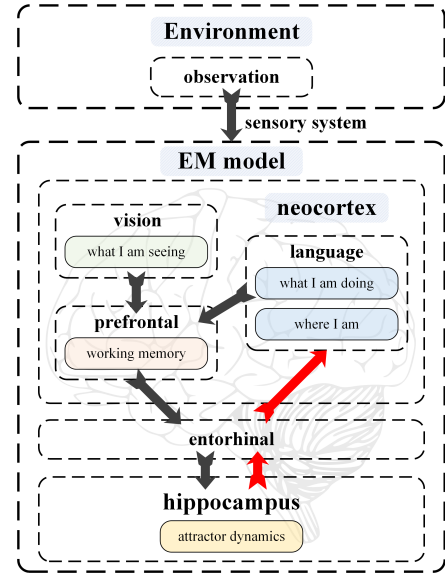 Environment
observation
sensory system
EM model
neocortex
vision
what I am seeing
language
what I am doing
where I am
prefrontal
working memory
entorhinal
hippocampus
attractor dynamics